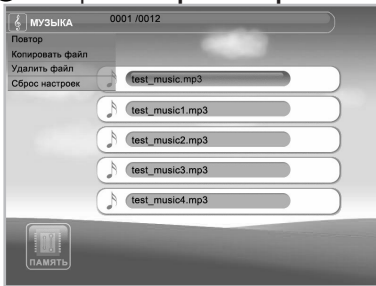 МУЗЫКА 0001 /0012
Повтор
Копировать файл
Удалить файл
Сброс настроек
test_music.mp3
test_music1.mp3
test_music2.mp3
test_music3.mp3
test_music4.mp3
ПАМЯТЬ